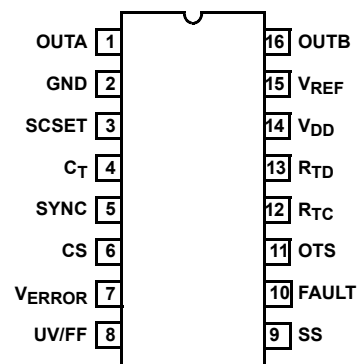 OUTA 1 16 OUTB
GND 2 15 VREF
SCSET 3 14 VDD
CT 4 13 RTD
SYNC 5 12 RTC
CS 6 11 OTS
VERROR 7 10 FAULT
UV/FF 8 9 SS